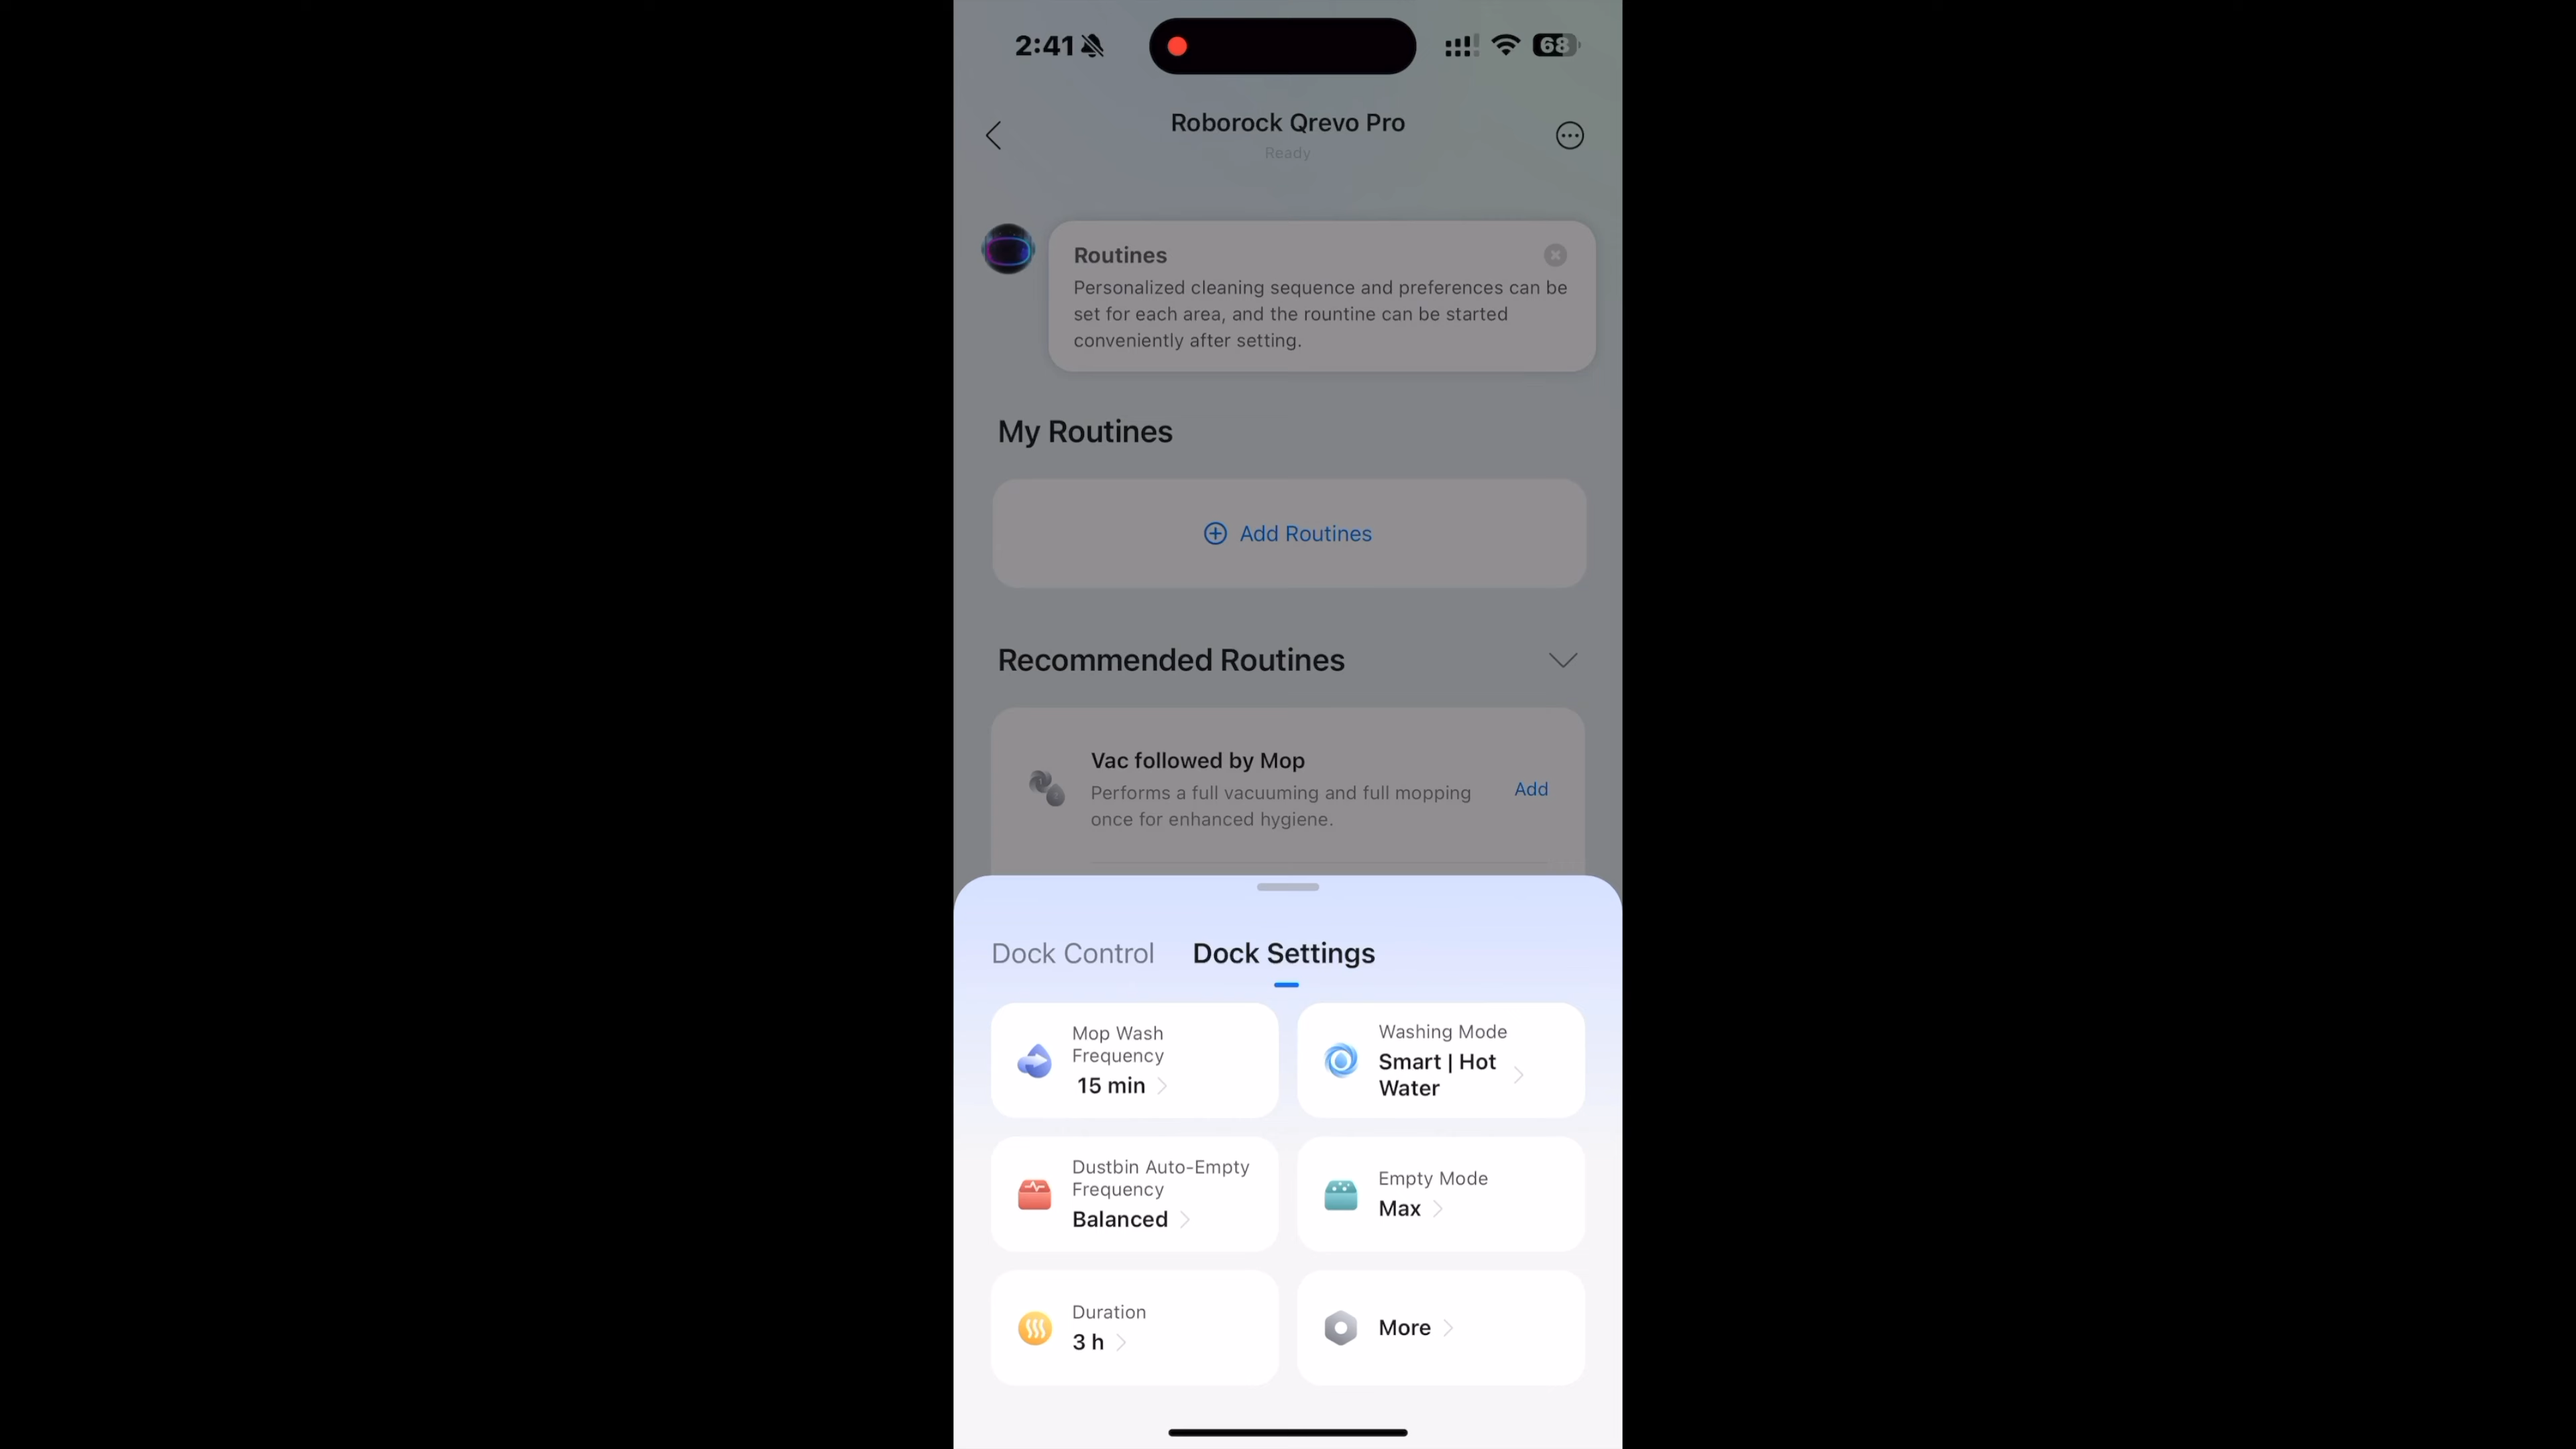 2:41
68
Roborock Qrevo Pro
Ready
Routines
Personalized cleaning sequence and preferences can be
set for each area, and the rountine can be started
conveniently after setting.
My Routines
Add Routines
Recommended Routines
Vac followed by Mop
Performs a full vacuuming and full mopping
once for enhanced hygiene.
Add
Dock Control
Dock Settings
Mop Wash
Frequency
15 min
Washing Mode
Smart | Hot
Water
Dustbin Auto-Empty
Frequency
Balanced
Empty Mode
Max
Duration
3 h
More